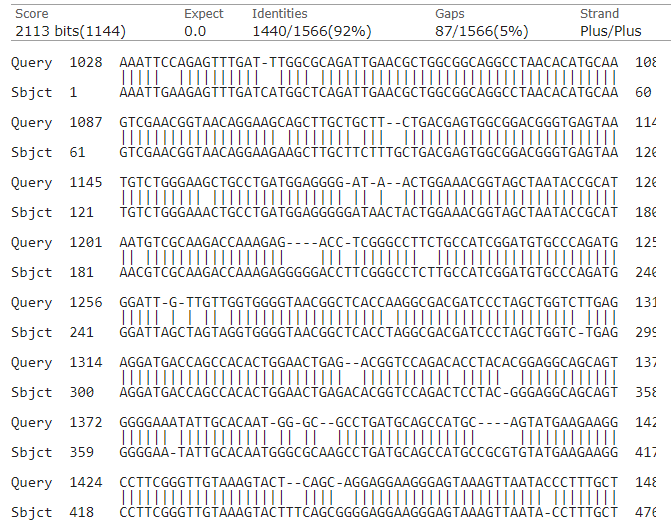 Score Expect Identities Gaps Strand
2113 bits(1144) 0.0 1440/1566(92%) 87/1566(5%) Plus/Plus
Query 1028 AAATTCCAGAGTTTGAT-TTGGCGCAGATTGAACGCTGGCGGCAGGCCTAACACATGCAA 108
Sbjct 1 AAATTGAAGAGTTTGATCATGGCTCAGATTGAACGCTGGCGGCAGGCCTAACACATGCAA 60
Query 1087 GTCGAACGGTAACAGGAAGCAGCTTGCTGCTT--CTGACGAGTGGCGGACGGGTGAGTAA 114
Sbjct 61 GTCGAACGGTAACAGGAAGAAGCTTGCTTCTTTGCTGACGAGTGGCGGACGGGTGAGTAA 120
Query 1145 TGTCTGGGAAGCTGCCTGATGGAGGGG-AT-A-ACTGGAAACGGTAGCTAATACCGCAT 120
Sbjct 121 TGTCTGGGAAACTGCCTGATGGAGGGGGATAACTACTGGAAACGGTAGCTAATACCGCAT 180
Query 1201 AATGTCGCAAGACCAAAGAG----ACC-TCGGGCCTTCTGCCATCGGATGTGCCCAGATG 125
Sbjct 181 AACGTCGCAAGACCAAAGAGGGGGACCTTCGGGCCTCTTGCCATCGGATGTGCCCAGATG 240
Query 1256 GGATT-G-TTGTTGGTGGGGTAACGGCTCACCAAGGCGACGATCCCTAGCTGGTCTTGAG 131
Sbjct 241 GGATTAGCTAGTAGGTGGGGTAACGGCTCACCTAGGCGACGATCCCTAGCTGGTC-TGAG 299
Query 1314 AGGATGACCAGCCACACTGGAACTGAG--ACGGTCCAGACACCTACACGGAGGCAGCAGT 137
Sbjct 300 AGGATGACCAGCCACACTGGAACTGAGACACGGTCCAGACTCCTAC-GGGAGGCAGCAGT 358
Query 1372 GGGGAAATATTGCACAAT-GG-GC--GCCTGATGCAGCCATGC----AGTATGAAGAAGG 142
Sbjct 359 GGGGAA-TATTGCACAATGGGCGCAAGCCTGATGCAGCCATGCCGCGTGTATGAAGAAGG 417
Query 1424 CCTTCGGGTTGTAAAGTACT--CAGC-AGGAGGAAGGGAGTAAAGTTAATACCCTTTGCT 148
Sbjct 418 CCTTCGGGTTGTAAAGTACTTTCAGCGGGGAGGAAGGGAGTAAAGTTAATA-CCTTTGCT 476